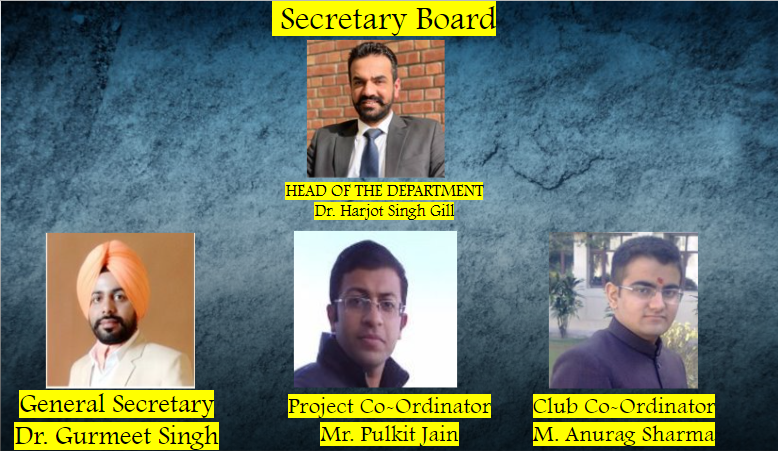 Secretary Board
HEAD OF THE DEPARTMENT
Dr. Harjot Singh Gill
General Secretary
Dr. Gurmeet Singh
Project Co-Ordinator
Mr. Pulkit Jain
Club Co-Ordinator
M. Anurag Sharma